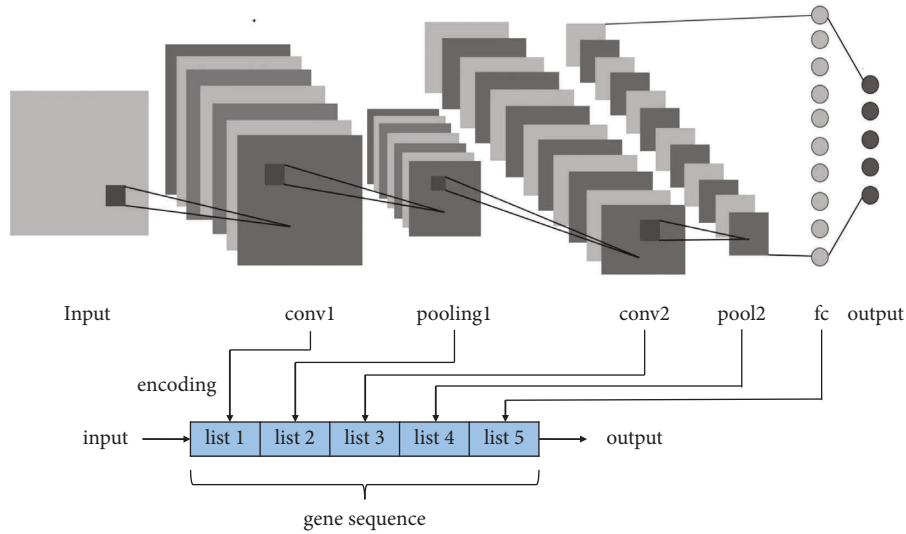 Input conv1 pooling1 conv2 pool2 fc output
encoding
input list 1 list 2 list 3 list 4 list 5 output
gene sequence